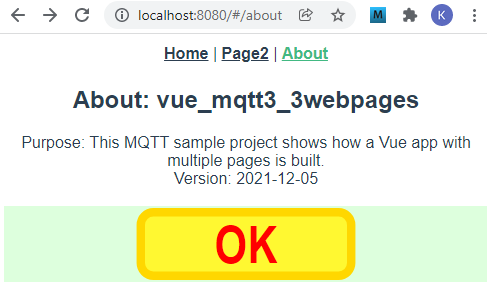 localhost:8080/#/about
M
K
Home | Page2 | About
About: vue_mqtt3_3webpages
Purpose: This MQTT sample project shows how a Vue app with
multiple pages is built.
Version: 2021-12-05
OK